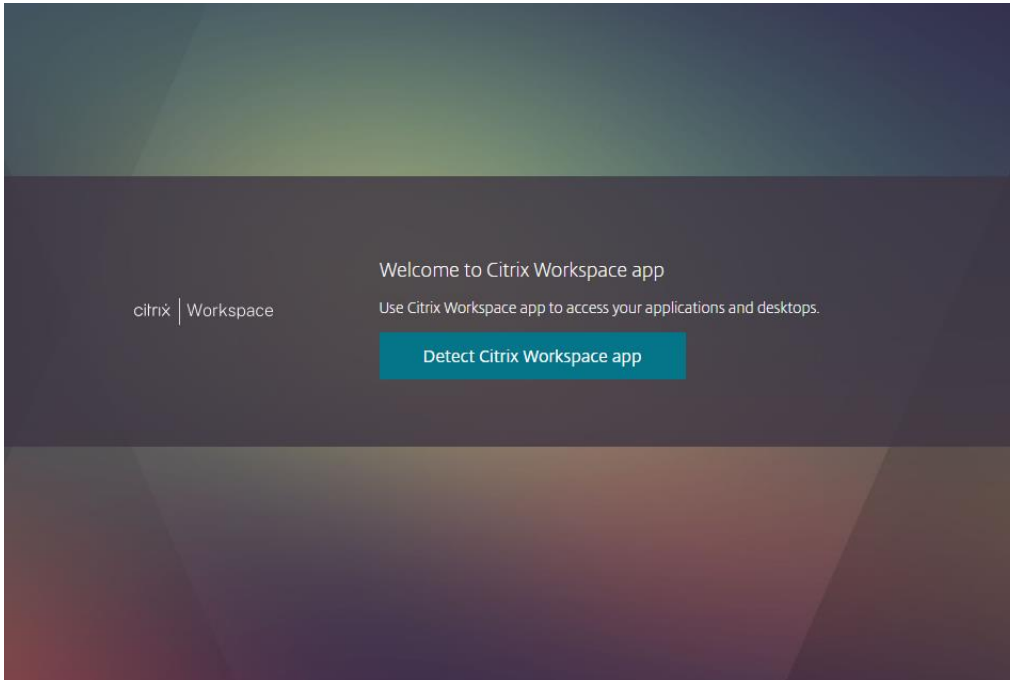 Welcome to Citrix Workspace app
citrix | Workspace
Use Citrix Workspace app to access your applications and desktops.
Detect Citrix Workspace app